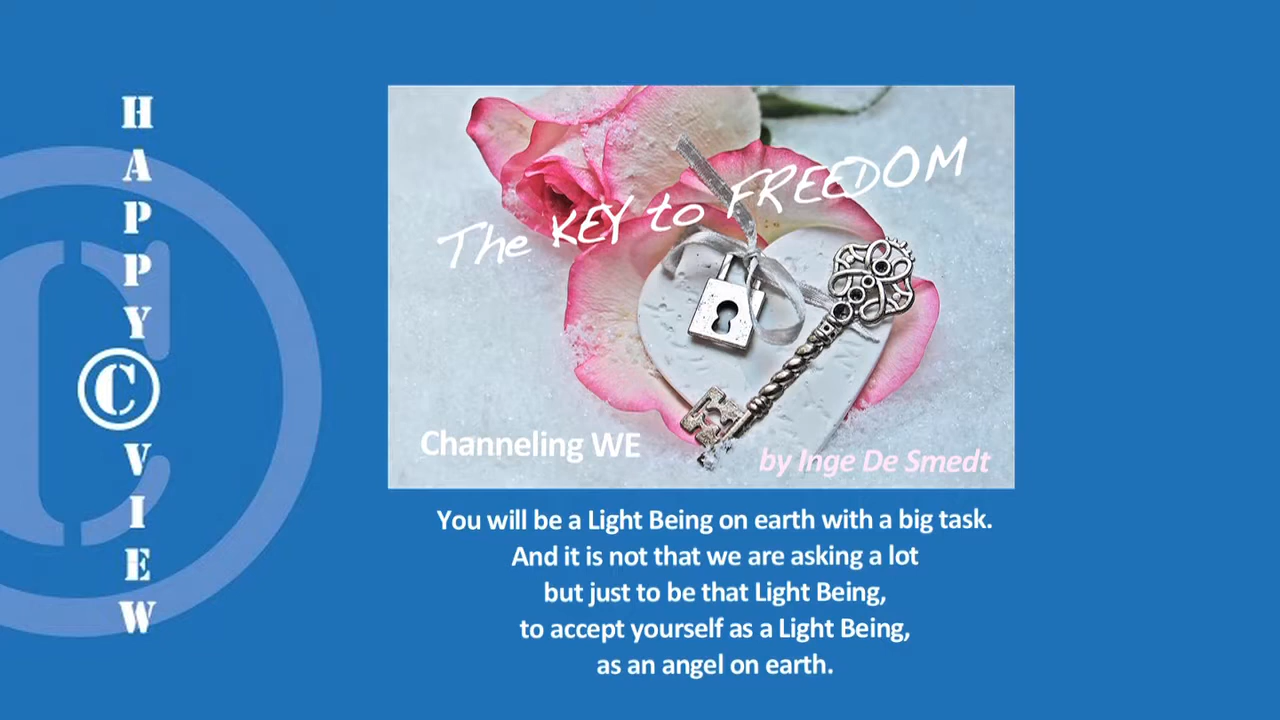 HAPPY
©
VIEW
The KEY to FREEDOM
Channeling WE
by Inge De Smedt
You will be a Light Being on earth with a big task.
And it is not that we are asking a lot
but just to be that Light Being,
to accept yourself as a Light Being,
as an angel on earth.